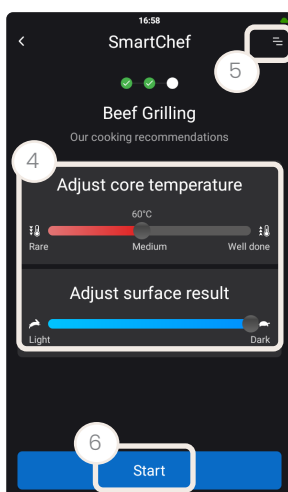 16:58
SmartChef
5
Beef Grilling
Our cooking recommendations
4
Adjust core temperature
60°C
Rare Medium Well done
Adjust surface result
Light Dark
6
Start